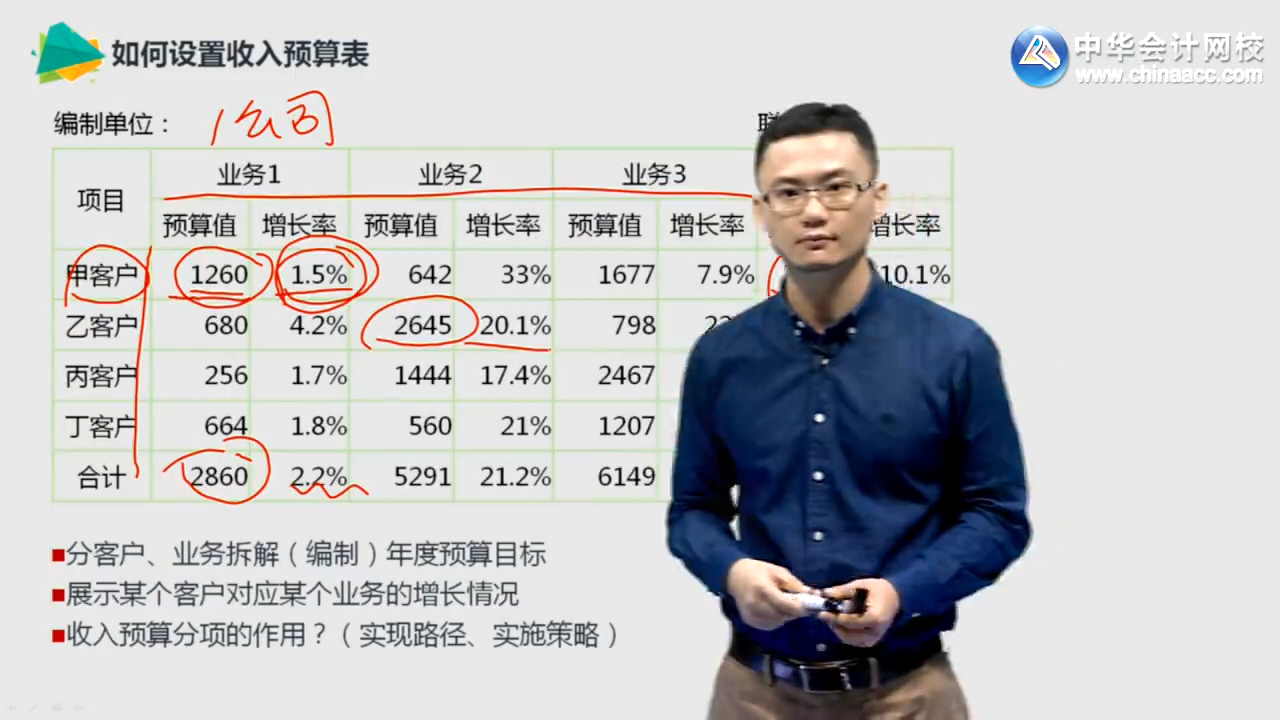 如何设置收入预算表
中华会计网校
www.chinaacc.com
编制单位： 1公司
项目 业务1 业务2 业务3
预算值 增长率 预算值 增长率 预算值 增长率 增长率
甲客户 1260 1.5% 642 33% 1677 7.9% 10.1%
乙客户 680 4.2% 2645 20.1% 798
丙客户 256 1.7% 1444 17.4% 2467
丁客户 664 1.8% 560 21% 1207
合计 2860 2.2% 5291 21.2% 6149
■分客户、业务拆解（编制）年度预算目标
■展示某个客户对应某个业务的增长情况
■收入预算分项的作用？（实现路径、实施策略）